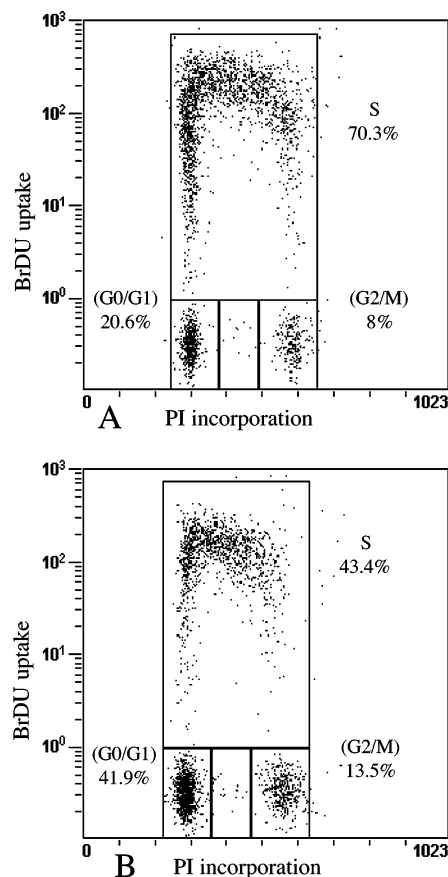 10³
10²
BrDU uptake
10¹
10⁰
S
70.3%
(G0/G1)
20.6%
(G2/M)
8%
0
1023
A
PI incorporation
10³
10²
BrDU uptake
10¹
10⁰
S
43.4%
(G0/G1)
41.9%
(G2/M)
13.5%
0
1023
B
PI incorporation